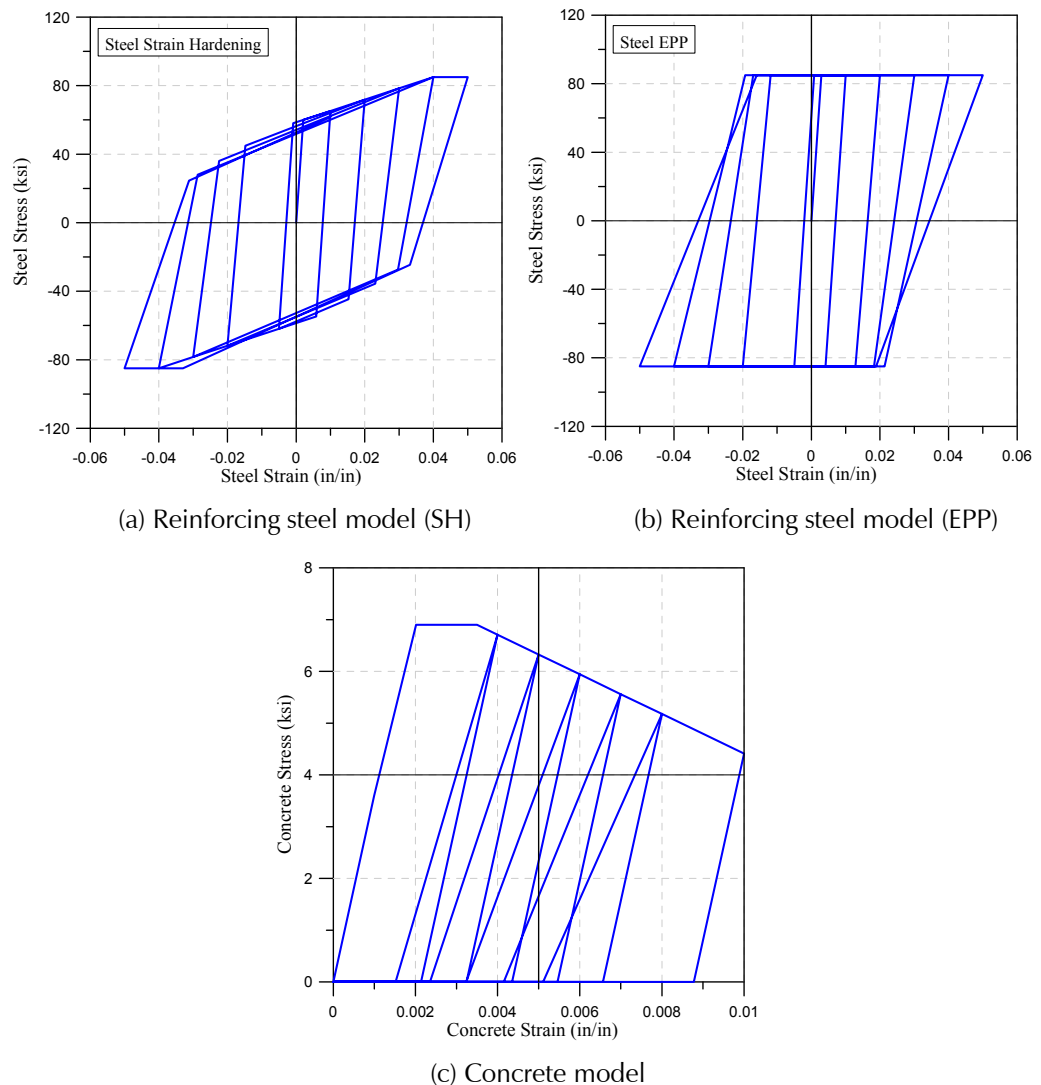 120
80
40
0
-40
-80
-120
Steel Stress (ksi)
Steel Strain Hardening
-0.06 -0.04 -0.02 0 0.02 0.04 0.06
Steel Strain (in/in)
(a) Reinforcing steel model (SH)
120
80
40
0
-40
-80
-120
Steel Stress (ksi)
Steel EPP
-0.06 -0.04 -0.02 0 0.02 0.04 0.06
Steel Strain (in/in)
(b) Reinforcing steel model (EPP)
8
6
4
2
0
Concrete Stress (ksi)
0 0.002 0.004 0.006 0.008 0.01
Concrete Strain (in/in)
(c) Concrete model